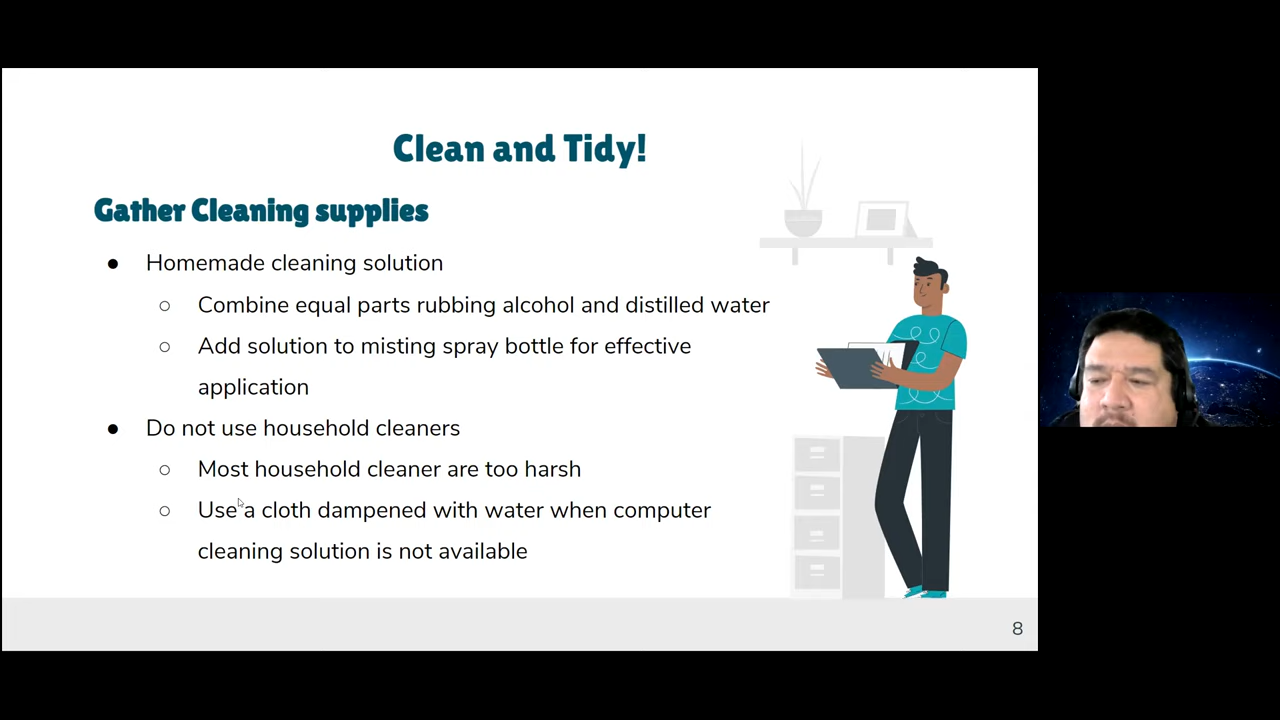 Clean and Tidy!
Gather Cleaning supplies
● Homemade cleaning solution
○ Combine equal parts rubbing alcohol and distilled water
○ Add solution to misting spray bottle for effective
application
● Do not use household cleaners
○ Most household cleaner are too harsh
○ Use a cloth dampened with water when computer
cleaning solution is not available
8